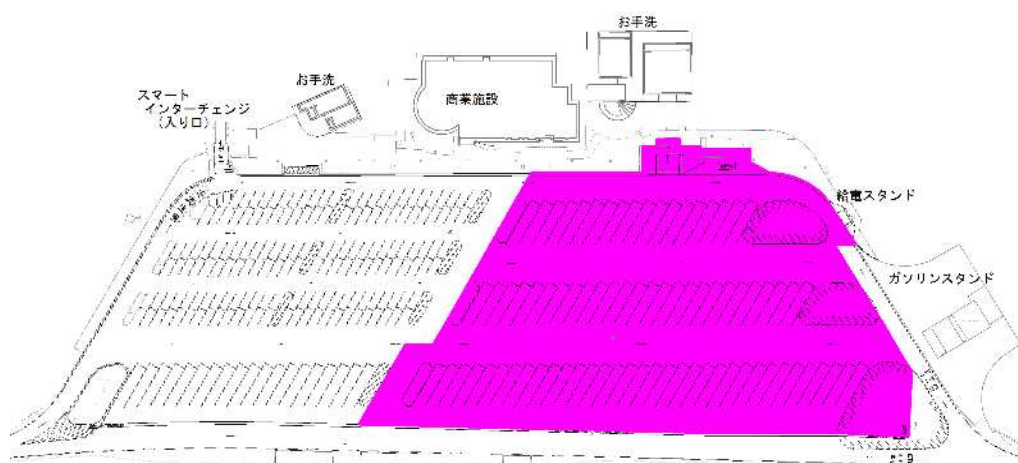 お手洗
お手洗
スマート
インターチェンジ
(入り口)
商業施設
給電スタンド
ガソリンスタンド